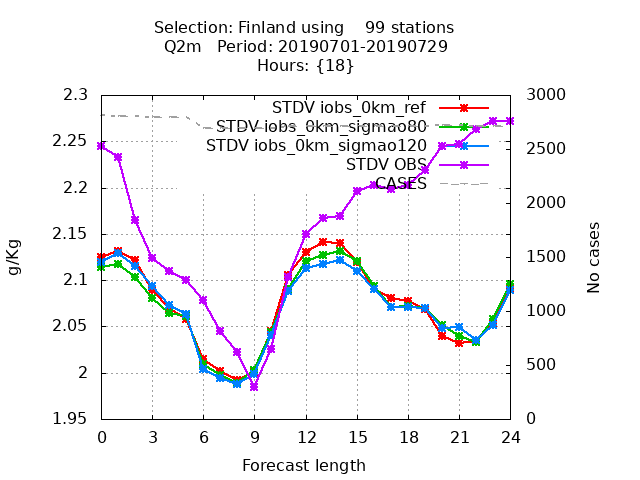 Selection: Finland using 99 stations
Q2m Period: 20190701-20190729
Hours: {18}
STDV iobs_0km_ref
STDV iobs_0km_sigmao80
STDV iobs_0km_sigmao120
STDV OBS
CASES
g/Kg
2.3
2.25
2.2
2.15
2.1
2.05
2
1.95
No cases
3000
2500
2000
1500
1000
500
0
0 3 6 9 12 15 18 21 24
Forecast length